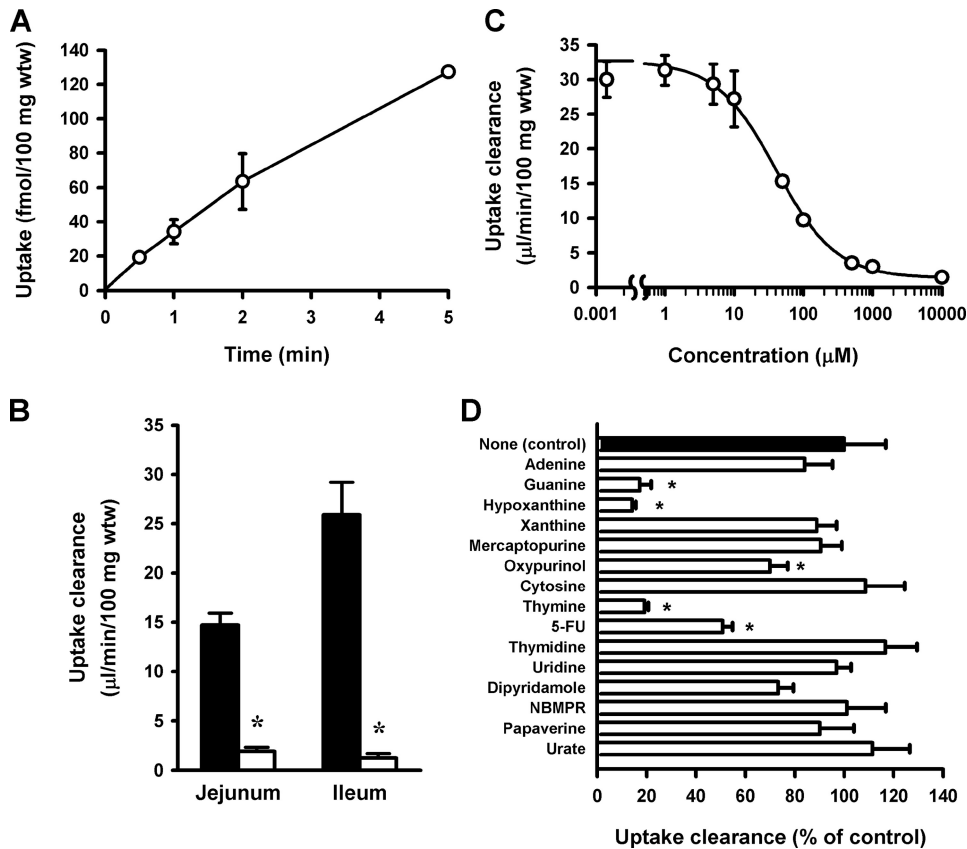 A
Uptake (fmol/100 mg wtw)
140
120
100
80
60
40
20
0
0 1 2 3 4 5
Time (min)
C
Uptake clearance
(μl/min/100 mg wtw)
35
30
25
20
15
10
5
0
0.001 1 10 100 1000 10000
Concentration (μM)
B
Uptake clearance
(μl/min/100 mg wtw)
35
30
25
20
15
10
5
0
* *
Jejunum Ileum
D
None (control)
Adenine
Guanine *
Hypoxanthine *
Xanthine
Mercaptopurine
Oxypurinol *
Cytosine
Thymine *
5-FU *
Thymidine
Uridine
Dipyridamole
NBMPR
Papaverine
Urate
0 20 40 60 80 100 120 140
Uptake clearance (% of control)